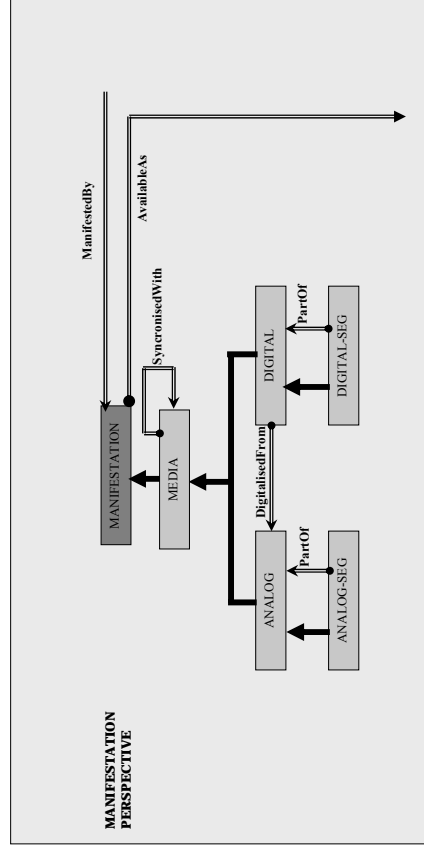 MANIFESTATION
PERSPECTIVE
ManifestedBy
MANIFESTATION
AvailableAs
SyncronisedWith
MEDIA
DigitalisedFrom
ANALOG
DIGITAL
PartOf
PartOf
ANALOG-SEG
DIGITAL-SEG